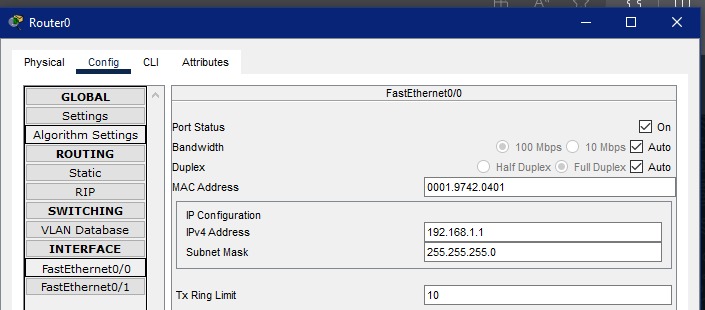 Router0
Physical Config CLI Attributes
GLOBAL
Settings
Algorithm Settings
ROUTING
Static
RIP
SWITCHING
VLAN Database
INTERFACE
FastEthernet0/0
FastEthernet0/1
FastEthernet0/0
Port Status On
Bandwidth 100 Mbps 10 Mbps Auto
Duplex Half Duplex Full Duplex Auto
MAC Address 0001.9742.0401
IP Configuration
IPv4 Address 192.168.1.1
Subnet Mask 255.255.255.0
Tx Ring Limit 10